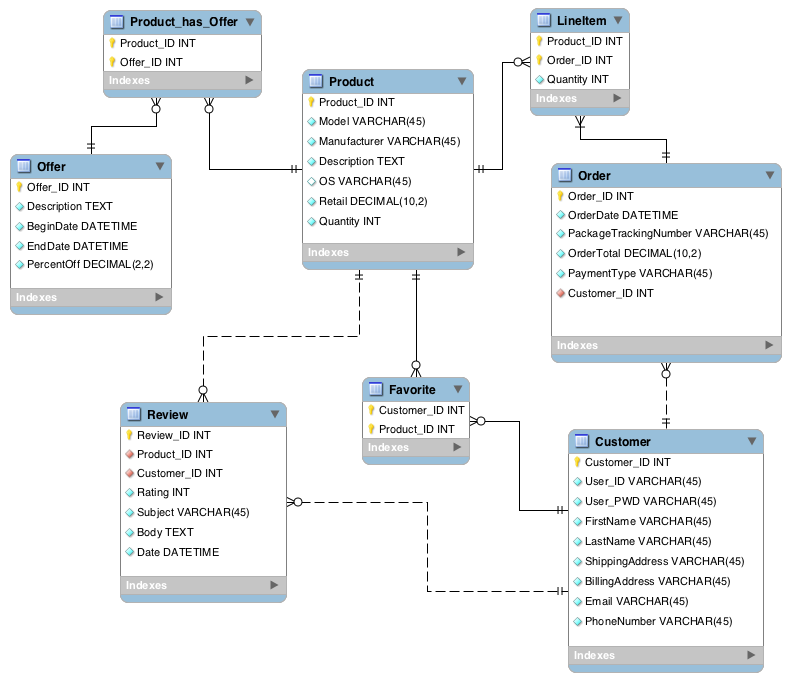 Product_has_Offer
Product_ID INT
Offer_ID INT
Indexes
LineItem
Product_ID INT
Order_ID INT
Quantity INT
Indexes
Product
Product_ID INT
Model VARCHAR(45)
Manufacturer VARCHAR(45)
Description TEXT
OS VARCHAR(45)
Retail DECIMAL(10,2)
Quantity INT
Indexes
Offer
Offer_ID INT
Description TEXT
BeginDate DATETIME
EndDate DATETIME
PercentOff DECIMAL(2,2)
Indexes
Order
Order_ID INT
OrderDate DATETIME
PackageTrackingNumber VARCHAR(45)
OrderTotal DECIMAL(10,2)
PaymentType VARCHAR(45)
Customer_ID INT
Indexes
Review
Review_ID INT
Product_ID INT
Customer_ID INT
Rating INT
Subject VARCHAR(45)
Body TEXT
Date DATETIME
Indexes
Favorite
Customer_ID INT
Product_ID INT
Indexes
Customer
Customer_ID INT
User_ID VARCHAR(45)
User_PWD VARCHAR(45)
FirstName VARCHAR(45)
LastName VARCHAR(45)
ShippingAddress VARCHAR(45)
BillingAddress VARCHAR(45)
Email VARCHAR(45)
PhoneNumber VARCHAR(45)
Indexes